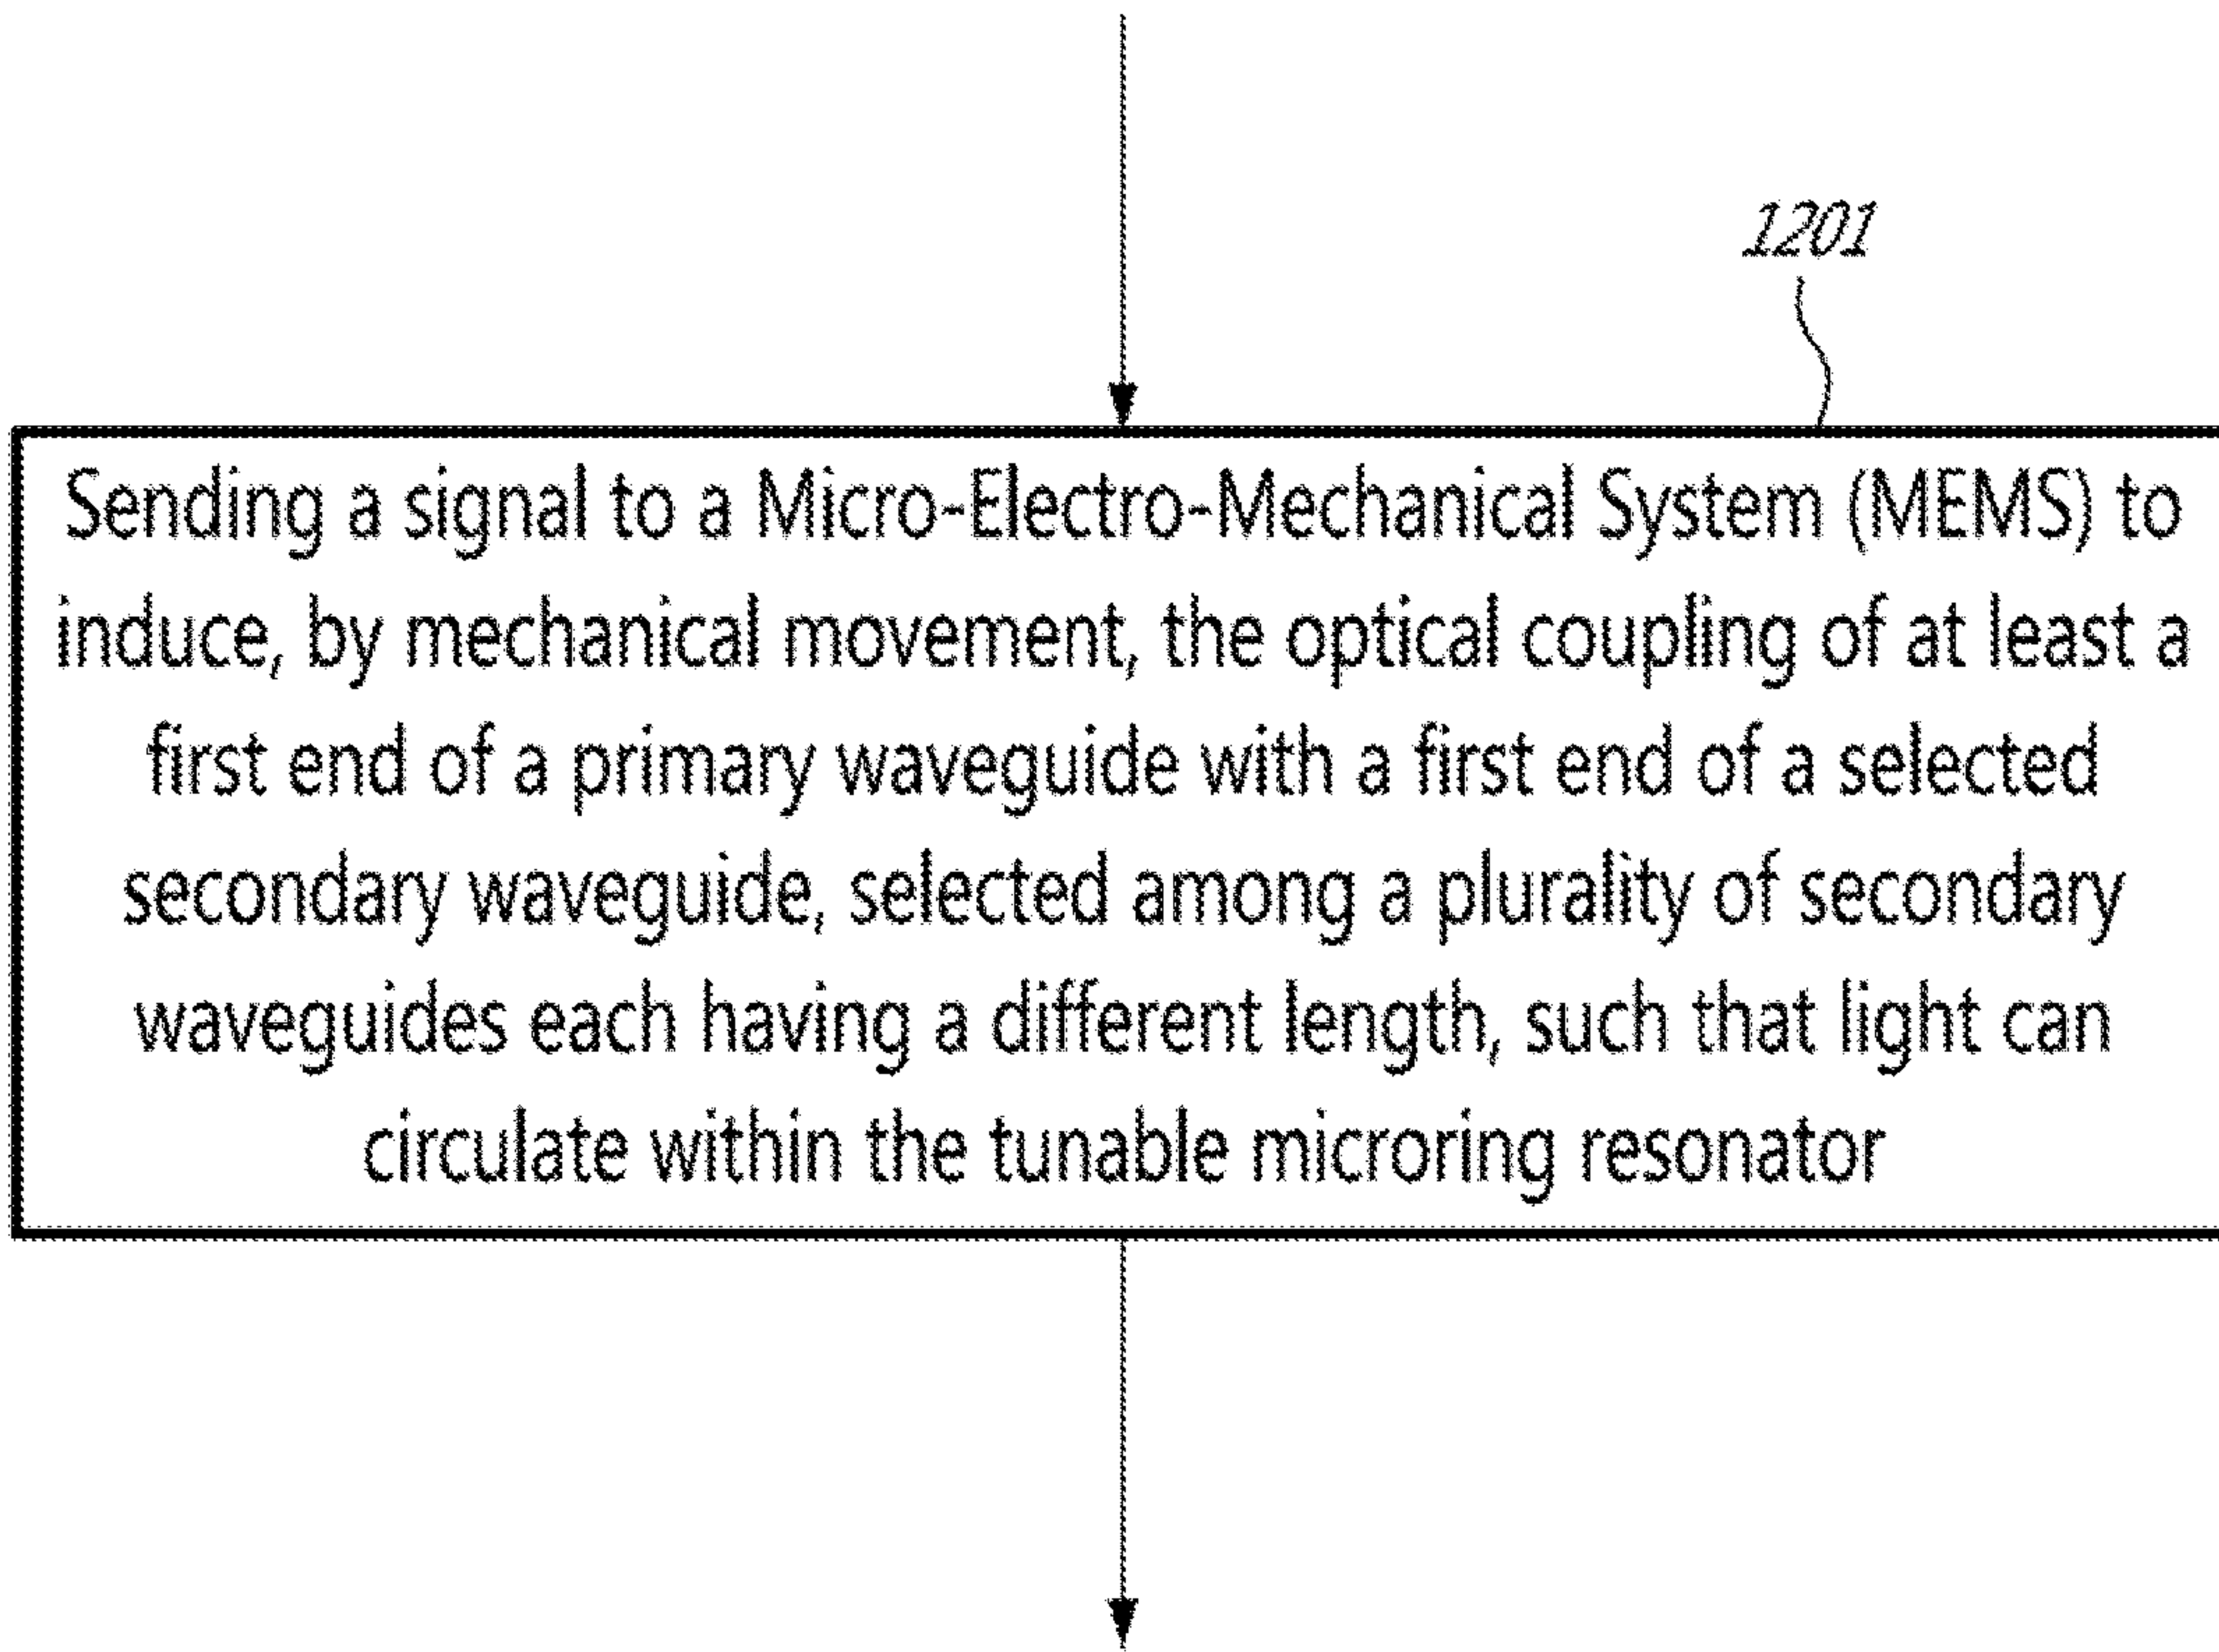 1201
Sending a signal to a Micro-Electro-Mechanical System (MEMS) to
induce, by mechanical movement, the optical coupling of at least a
first end of a primary waveguide with a first end of a selected
secondary waveguide, selected among a plurality of secondary
waveguides each having a different length, such that light can
circulate within the tunable microring resonator